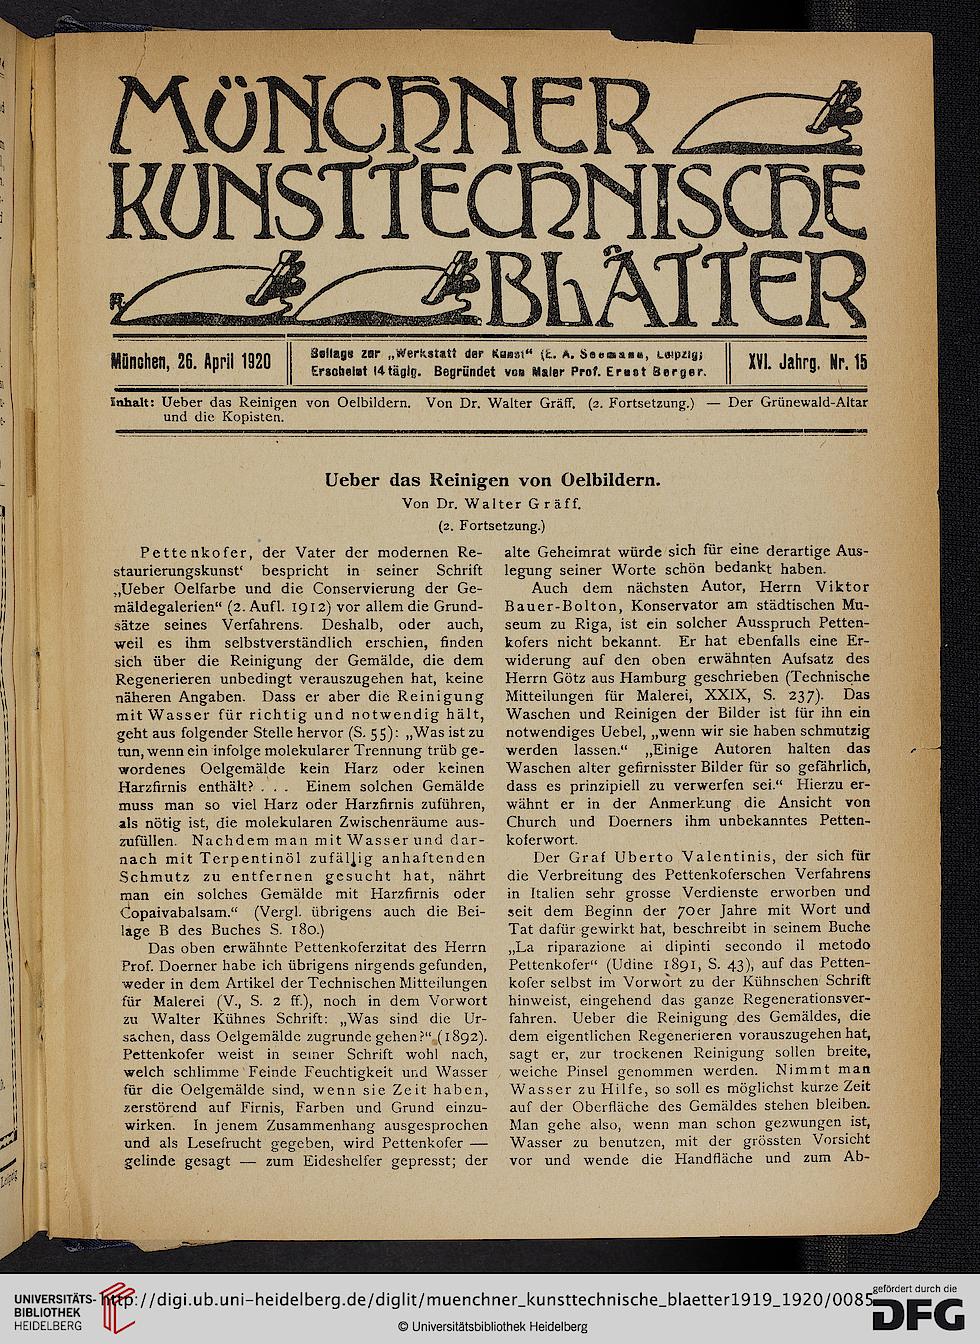 MÜNCHNER
KUNSTTECHNISCHE
BLÄTTER
München, 26. April 1920
Beilage zur „Werkstatt der Kunst“ (E. A. Seemann, Leipzig)
Erscheint 14tägig. Begründet von Maler Prof. Ernst Berger.
XVI. Jahrg. Nr. 15
Inhalt: Ueber das Reinigen von Oelbildern. Von Dr. Walter Gräff. (2. Fortsetzung.) — Der Grünewald-Altar
und die Kopisten.
Ueber das Reinigen von Oelbildern.
Von Dr. Walter Gräff.
(2. Fortsetzung.)
Pettenkofer, der Vater der modernen Re-
staurierungskunst‘ bespricht in seiner Schrift
„Ueber Oelfarbe und die Conservierung der Ge-
mäldegalerien“ (2. Aufl. 1912) vor allem die Grund-
sätze seines Verfahrens. Deshalb, oder auch,
weil es ihm selbstverständlich erschien, finden
sich über die Reinigung der Gemälde, die dem
Regenerieren unbedingt verauszugehen hat, keine
näheren Angaben. Dass er aber die Reinigung
mit Wasser für richtig und notwendig hält,
geht aus folgender Stelle hervor (S. 55): „Was ist zu
tun, wenn ein infolge molekularer Trennung trüb ge-
wordenes Oelgemälde kein Harz oder keinen
Harzfirnis enthält? . . . Einem solchen Gemälde
muss man so viel Harz oder Harzfirnis zuführen,
als nötig ist, die molekularen Zwischenräume aus-
zufüllen. Nachdem man mit Wasser und dar-
nach mit Terpentinöl zufällig anhaftenden
Schmutz zu entfernen gesucht hat, nährt
man ein solches Gemälde mit Harzfirnis oder
Copaivabalsam.“ (Vergl. übrigens auch die Bei-
lage B des Buches S. 180.)
Das oben erwähnte Pettenkoferzitat des Herrn
Prof. Doerner habe ich übrigens nirgends gefunden,
weder in dem Artikel der Technischen Mitteilungen
für Malerei (V., S. 2 ff.), noch in dem Vorwort
zu Walter Kühnes Schrift: „Was sind die Ur-
sachen, dass Oelgemälde zugrunde gehen?“ (1892).
Pettenkofer weist in seiner Schrift wohl nach,
welch schlimme Feinde Feuchtigkeit und Wasser
für die Oelgemälde sind, wenn sie Zeit haben,
zerstörend auf Firnis, Farben und Grund einzu-
wirken. In jenem Zusammenhang ausgesprochen
und als Lesefrucht gegeben, wird Pettenkofer —
gelinde gesagt — zum Eideshelfer gepresst; der
alte Geheimrat würde sich für eine derartige Aus-
legung seiner Worte schön bedankt haben.
Auch dem nächsten Autor, Herrn Viktor
Bauer-Bolton, Konservator am städtischen Mu-
seum zu Riga, ist ein solcher Ausspruch Petten-
kofers nicht bekannt. Er hat ebenfalls eine Er-
widerung auf den oben erwähnten Aufsatz des
Herrn Götz aus Hamburg geschrieben (Technische
Mitteilungen für Malerei, XXIX, S. 237). Das
Waschen und Reinigen der Bilder ist für ihn ein
notwendiges Uebel, „wenn wir sie haben schmutzig
werden lassen.“ „Einige Autoren halten das
Waschen alter gefirnisster Bilder für so gefährlich,
dass es prinzipiell zu verwerfen sei.“ Hierzu er-
wähnt er in der Anmerkung die Ansicht von
Church und Doerners ihm unbekanntes Petten-
koferwort.
Der Graf Uberto Valentinis, der sich für
die Verbreitung des Pettenkoferschen Verfahrens
in Italien sehr grosse Verdienste erworben und
seit dem Beginn der 70er Jahre mit Wort und
Tat dafür gewirkt hat, beschreibt in seinem Buche
„La riparazione ai dipinti secondo il metodo
Pettenkofer“ (Udine 1891, S. 43), auf das Petten-
kofer selbst im Vorwort zu der Kühnschen Schrift
hinweist, eingehend das ganze Regenerationsver-
fahren. Ueber die Reinigung des Gemäldes, die
dem eigentlichen Regenerieren vorauszugehen hat,
sagt er, zur trockenen Reinigung sollen breite,
weiche Pinsel genommen werden. Nimmt man
Wasser zu Hilfe, so soll es möglichst kurze Zeit
auf der Oberfläche des Gemäldes stehen bleiben.
Man gehe also, wenn man schon gezwungen ist,
Wasser zu benutzen, mit der grössten Vorsicht
vor und wende die Handfläche und zum Ab-
UNIVERSITÄTS-
BIBLIOTHEK
HEIDELBERG
http://digi.ub.uni-heidelberg.de/diglit/muenchner_kunsttechnische_blaetter1919_1920/0085
© Universitätsbibliothek Heidelberg
gefördert durch die
DFG